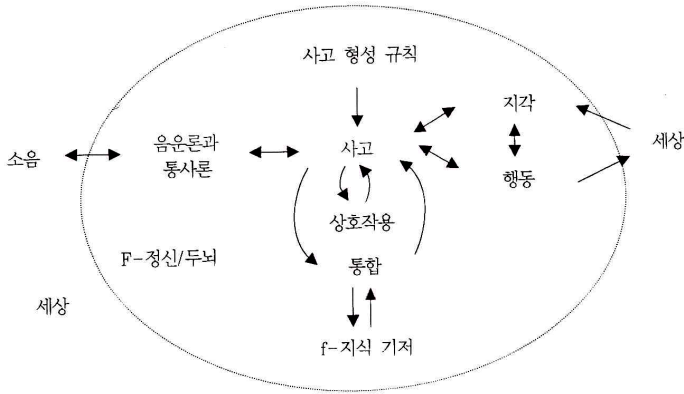 사고 형성 규칙
지각
소음
음운론과
통사론
사고
세상
행동
상호작용
F-정신/두뇌
통합
세상
f-지식 기저